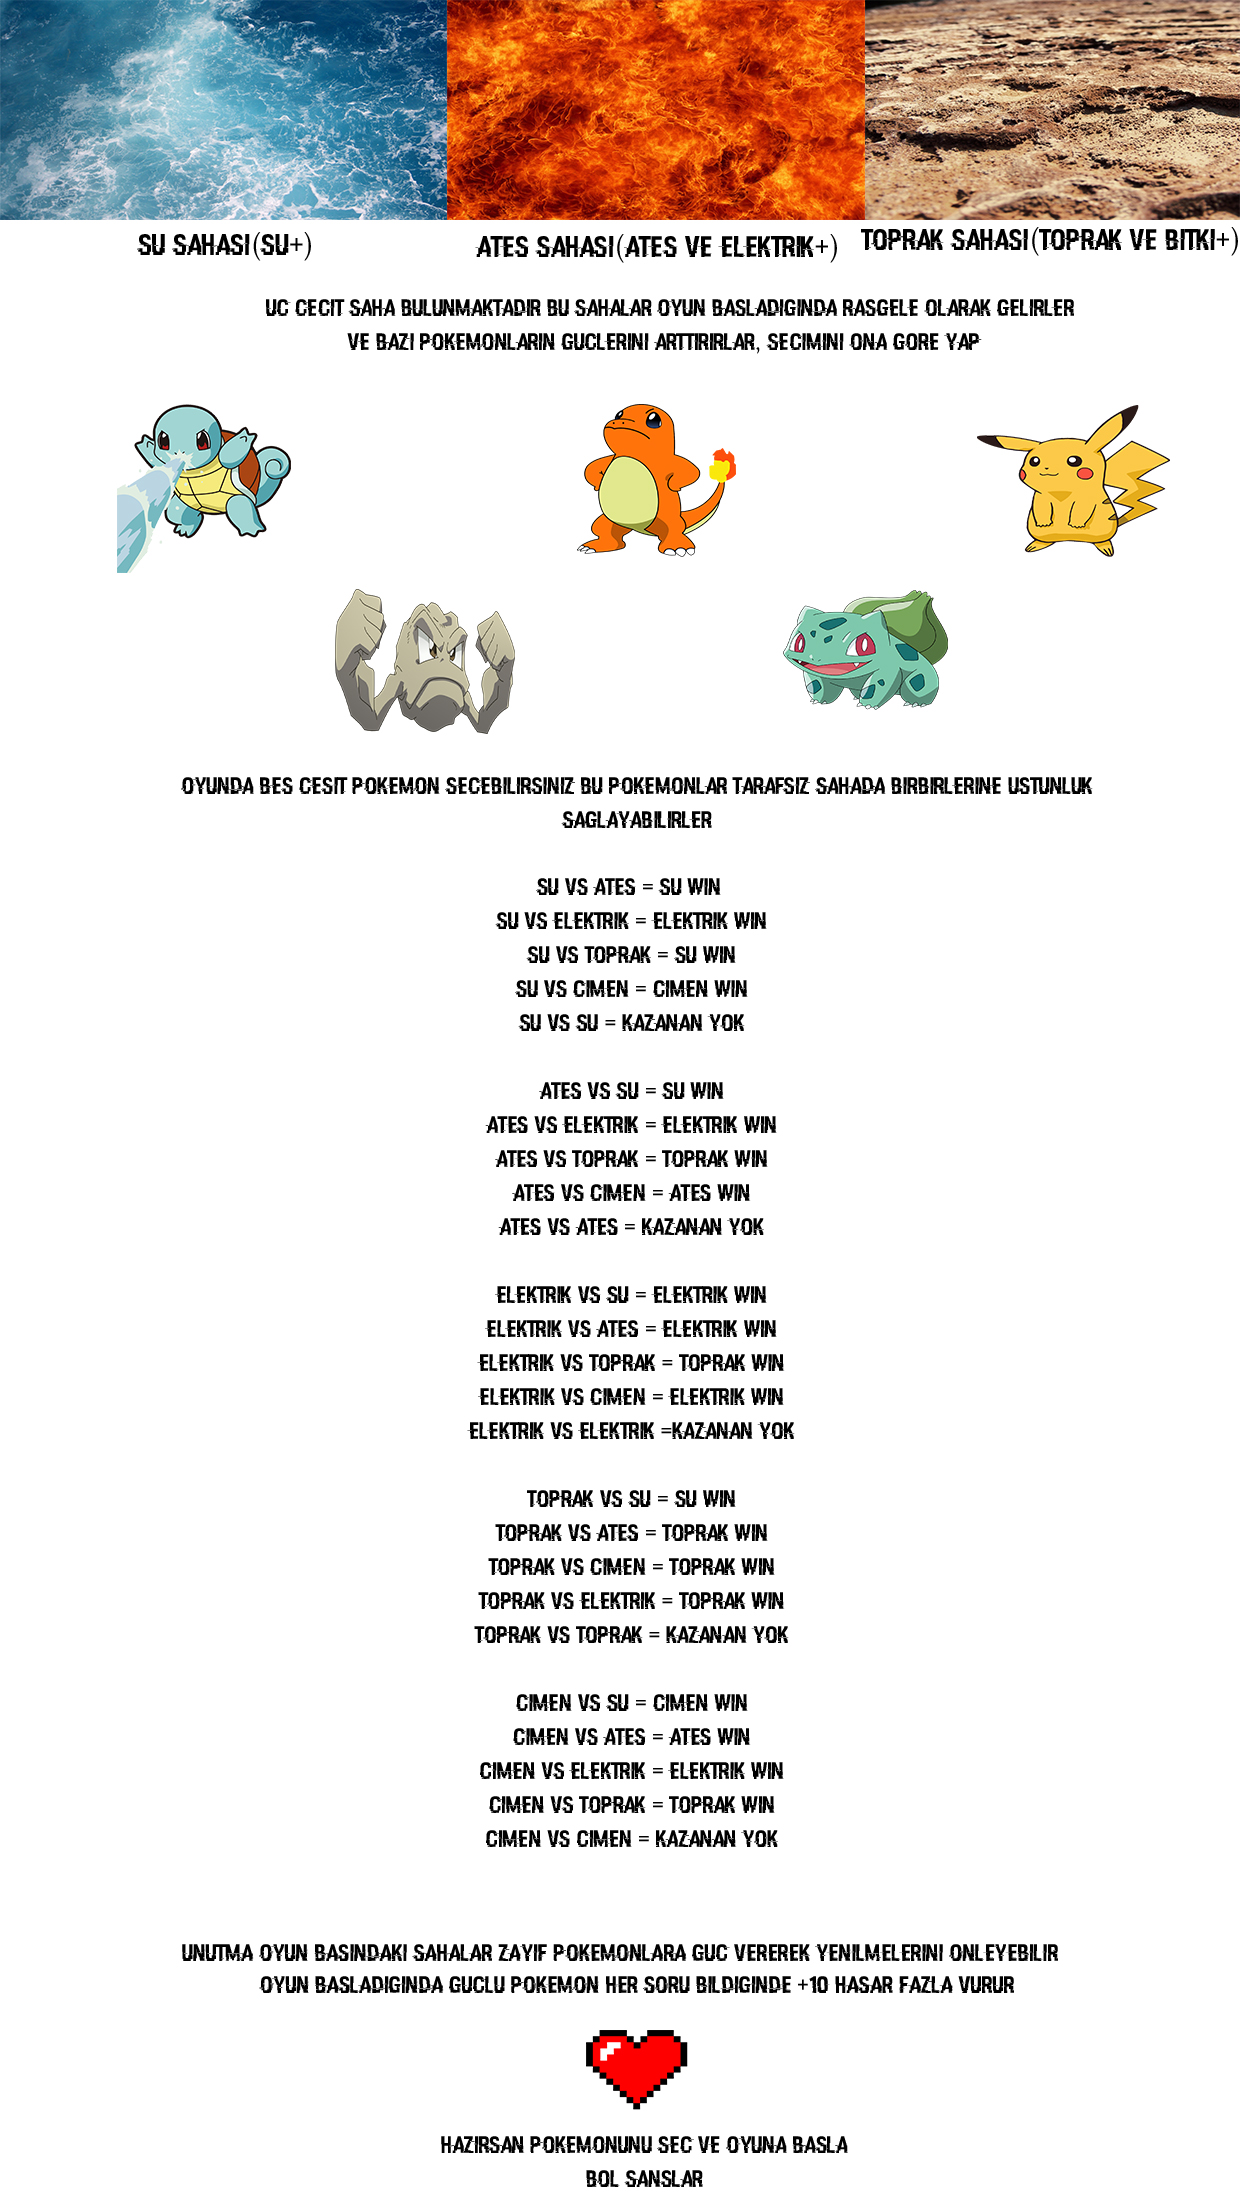 SU SAHASI(SU+)
ATES SAHASI(ATES VE ELEKTRIK+)
TOPRAK SAHASI(TOPRAK VE BITKI+)
UC CECIT SAHA BULUNMAKTADIR BU SAHALAR OYUN BASLADIGINDA RASGELE OLARAK GELIRLER
VE BAZI POKEMONLARIN GUCLERINI ARTTIRIRLAR, SECIMINI ONA GORE YAP
OYUNDA BES CESIT POKEMON SECEBILIRSINIZ BU POKEMONLAR TARAFSIZ SAHADA BIRBIRLERINE USTUNLUK
SAGLAYABILIRLER
SU VS ATES = SU WIN
SU VS ELEKTRIK = ELEKTRIK WIN
SU VS TOPRAK = SU WIN
SU VS CIMEN = CIMEN WIN
SU VS SU = KAZANAN YOK
ATES VS SU = SU WIN
ATES VS ELEKTRIK = ELEKTRIK WIN
ATES VS TOPRAK = TOPRAK WIN
ATES VS CIMEN = ATES WIN
ATES VS ATES = KAZANAN YOK
ELEKTRIK VS SU = ELEKTRIK WIN
ELEKTRIK VS ATES = ELEKTRIK WIN
ELEKTRIK VS TOPRAK = TOPRAK WIN
ELEKTRIK VS CIMEN = ELEKTRIK WIN
ELEKTRIK VS ELEKTRIK =KAZANAN YOK
TOPRAK VS SU = SU WIN
TOPRAK VS ATES = TOPRAK WIN
TOPRAK VS CIMEN = TOPRAK WIN
TOPRAK VS ELEKTRIK = TOPRAK WIN
TOPRAK VS TOPRAK = KAZANAN YOK
CIMEN VS SU = CIMEN WIN
CIMEN VS ATES = ATES WIN
CIMEN VS ELEKTRIK = ELEKTRIK WIN
CIMEN VS TOPRAK = TOPRAK WIN
CIMEN VS CIMEN = KAZANAN YOK
UNUTMA OYUN BASINDAKI SAHALAR ZAYIF POKEMONLARA GUC VEREREK YENILMELERINI ONLEYEBILIR
OYUN BASLADIGINDA GUCLU POKEMON HER SORU BILDIGINDE +10 HASAR FAZLA VURUR
HAZIRSAN POKEMONUNU SEC VE OYUNA BASLA
BOL SANSLAR